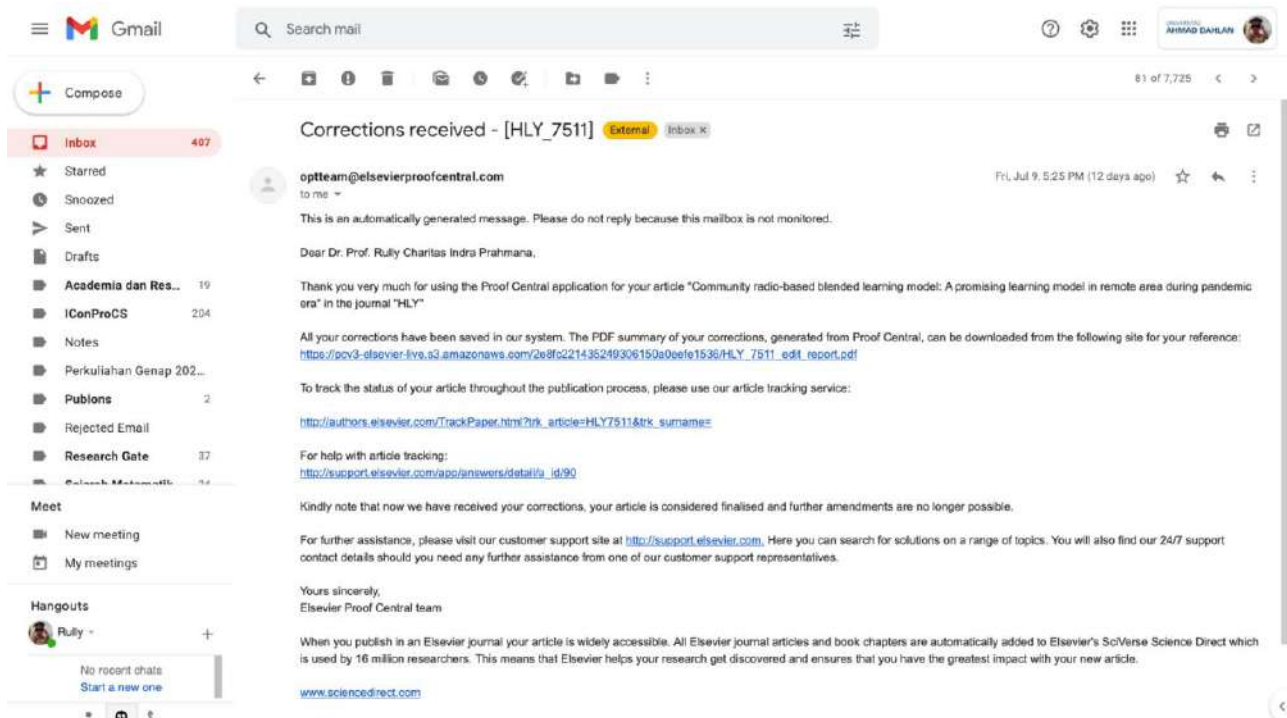 Gmail
Search mail
UNIVERSITAS
AHMAD DAHLAN
Compose
81 of 7,725
Inbox 407
Starred
Snoozed
Sent
Drafts
Academia dan Res... 19
IConProCS 204
Notes
Perkuliahan Genap 202...
Publons 2
Rejected Email
Research Gate 37
Sejarah Matematik
Meet
New meeting
My meetings
Hangouts
Rully
No recent chats
Start a new one
Corrections received - [HLY_7511] External Inbox x
optteam@elsevierproofcentral.com Fri, Jul 9, 5:25 PM (12 days ago)
to me
This is an automatically generated message. Please do not reply because this mailbox is not monitored.
Dear Dr. Prof. Rully Charitas Indra Prahmana,
Thank you very much for using the Proof Central application for your article "Community radio-based blended learning model: A promising learning model in remote area during pandemic
era" in the journal "HLY"
All your corrections have been saved in our system. The PDF summary of your corrections, generated from Proof Central, can be downloaded from the following site for your reference:
https://pcv3-elsevier-live.s3.amazonaws.com/2e8fc221435249306150a0eefe1536/HLY_7511_edit_report.pdf
To track the status of your article throughout the publication process, please use our article tracking service:
http://authors.elsevier.com/TrackPaper.html?trk_article=HLY7511&trk_surname=
For help with article tracking:
http://support.elsevier.com/app/answers/detail/a_id/90
Kindly note that now we have received your corrections, your article is considered finalised and further amendments are no longer possible.
For further assistance, please visit our customer support site at http://support.elsevier.com. Here you can search for solutions on a range of topics. You will also find our 24/7 support
contact details should you need any further assistance from one of our customer support representatives.
Yours sincerely,
Elsevier Proof Central team
When you publish in an Elsevier journal your article is widely accessible. All Elsevier journal articles and book chapters are automatically added to Elsevier's SciVerse Science Direct which
is used by 16 million researchers. This means that Elsevier helps your research get discovered and ensures that you have the greatest impact with your new article.
www.sciencedirect.com